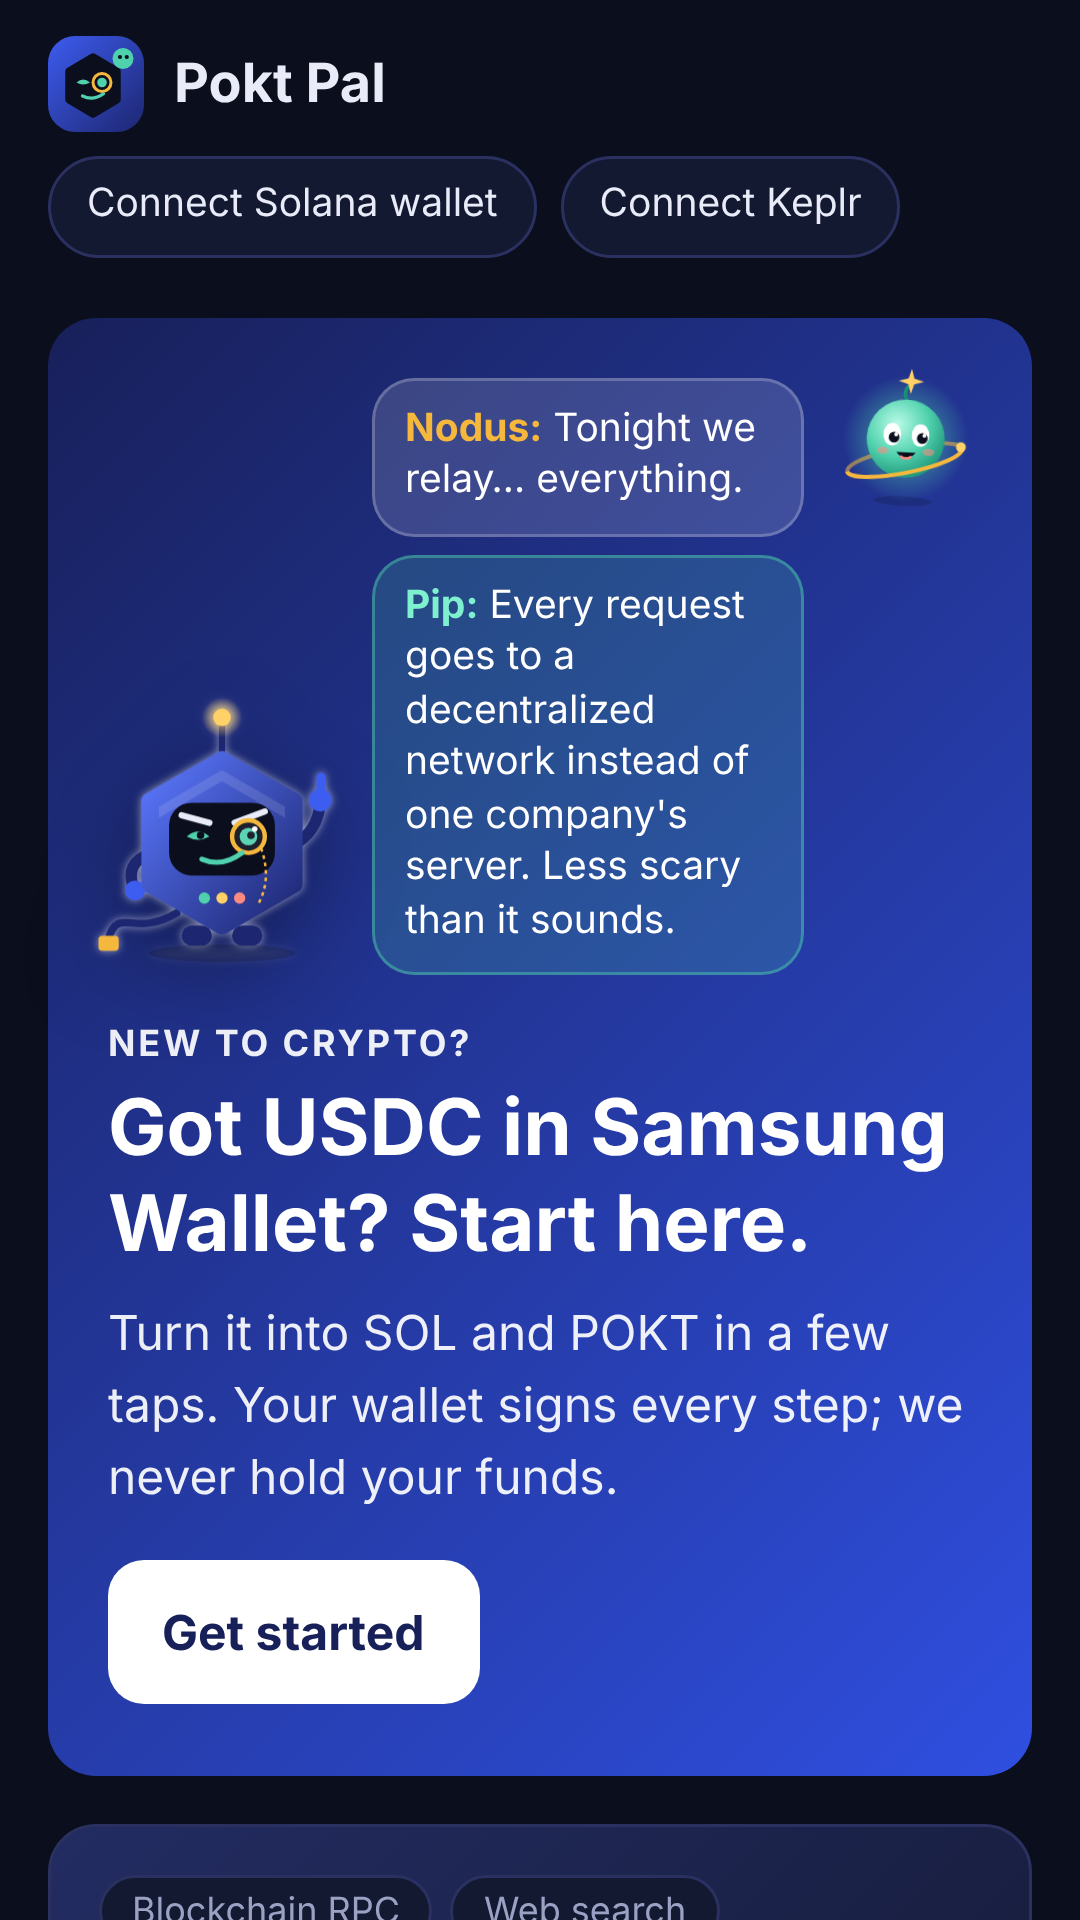 Pokt Pal
Connect Solana wallet
Connect Keplr
Nodus: Tonight we
relay... everything.
Pip: Every request
goes to a
decentralized
network instead of
one company's
server. Less scary
than it sounds.
NEW TO CRYPTO?
Got USDC in Samsung
Wallet? Start here.
Turn it into SOL and POKT in a few
taps. Your wallet signs every step; we
never hold your funds.
Get started
Blockchain RPC
Web search